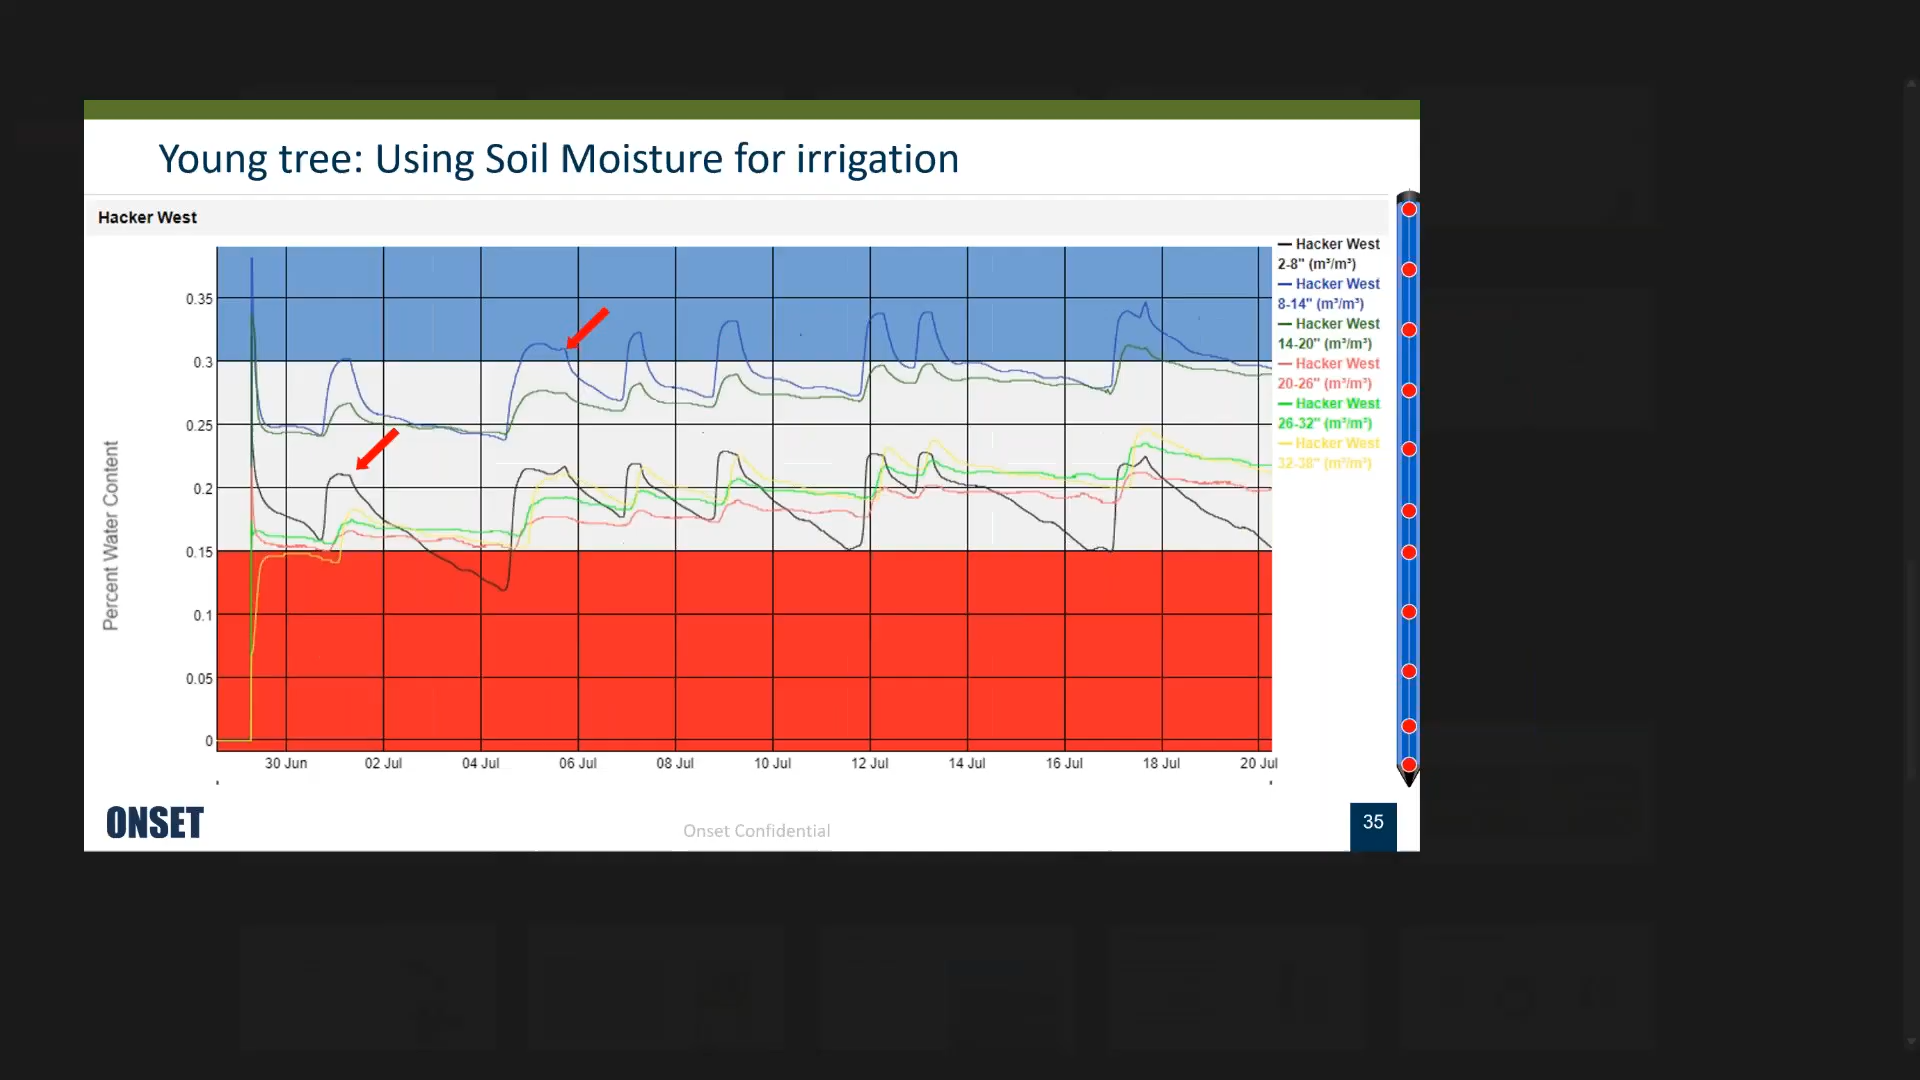 Young tree: Using Soil Moisture for irrigation
Hacker West
Hacker West
2-8" (m³/m³)
Hacker West
8-14" (m³/m³)
Hacker West
14-20" (m³/m³)
Hacker West
20-26" (m³/m³)
Hacker West
26-32" (m³/m³)
Hacker West
32-38" (m³/m³)
Percent Water Content
0.35
0.3
0.25
0.2
0.15
0.1
0.05
0
30 Jun 02 Jul 04 Jul 06 Jul 08 Jul 10 Jul 12 Jul 14 Jul 16 Jul 18 Jul 20 Jul
ONSET
Onset Confidential
35